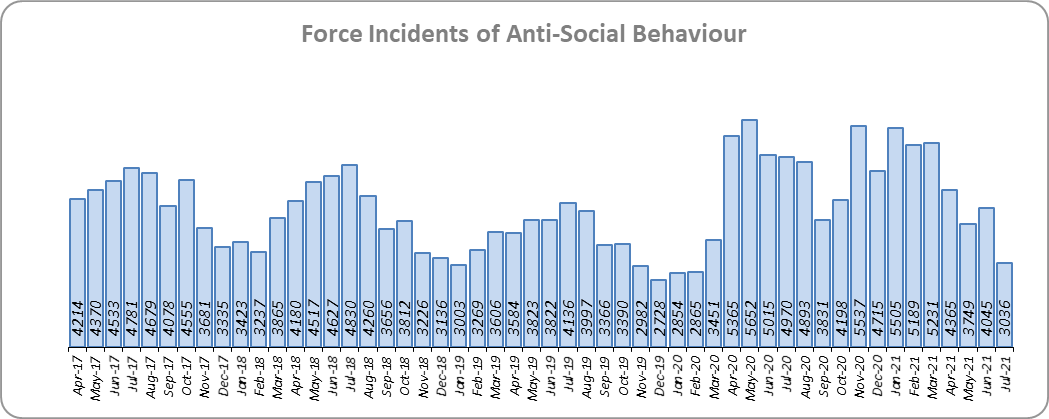 Force Incidents of Anti-Social Behaviour
4214
4370
4533
4781
4679
4078
4555
3681
3335
3423
3237
3865
4180
4517
4627
4830
4260
3656
3812
3226
3136
3003
3269
3606
3584
3823
3822
4136
3997
3366
3390
2982
2728
2854
2865
3451
5365
5652
5015
4970
4893
3831
4198
5537
4715
5505
5189
5231
4365
3749
4045
3036
Apr-17
May-17
Jun-17
Jul-17
Aug-17
Sep-17
Oct-17
Nov-17
Dec-17
Jan-18
Feb-18
Mar-18
Apr-18
May-18
Jun-18
Jul-18
Aug-18
Sep-18
Oct-18
Nov-18
Dec-18
Jan-19
Feb-19
Mar-19
Apr-19
May-19
Jun-19
Jul-19
Aug-19
Sep-19
Oct-19
Nov-19
Dec-19
Jan-20
Feb-20
Mar-20
Apr-20
May-20
Jun-20
Jul-20
Aug-20
Sep-20
Oct-20
Nov-20
Dec-20
Jan-21
Feb-21
Mar-21
Apr-21
May-21
Jun-21
Jul-21